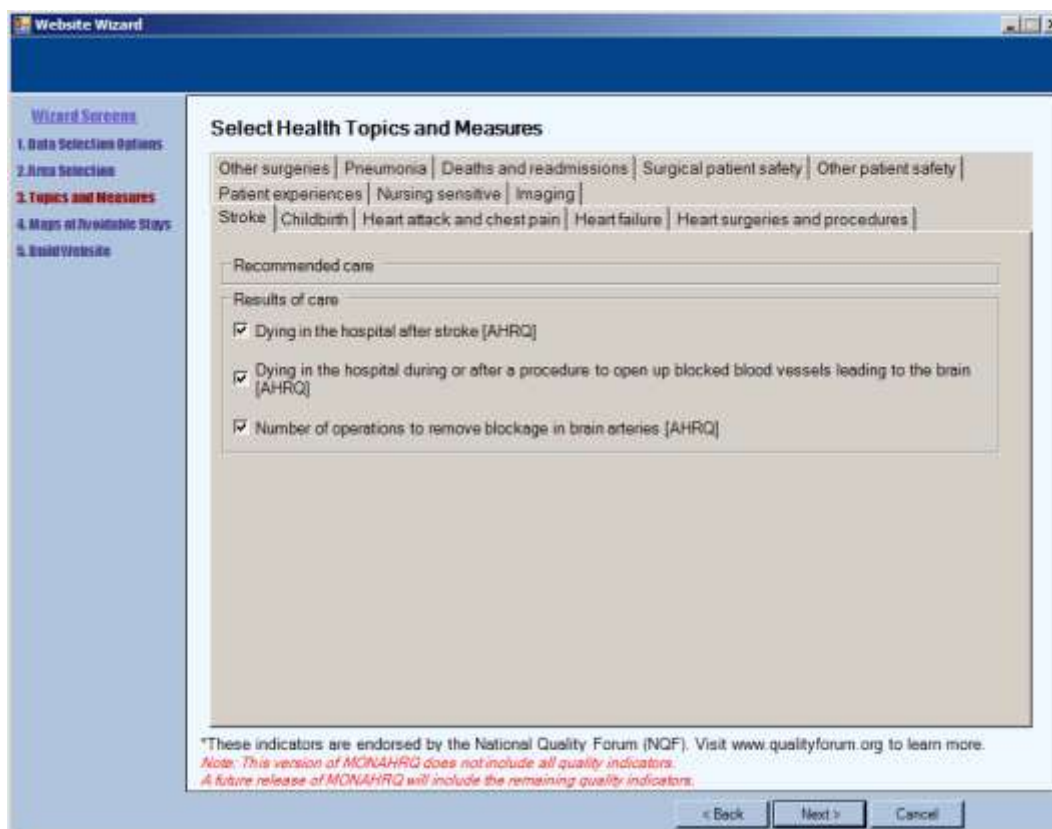 Website Wizard
Wizard Screens
1. Data Selection Options
2. Area Selection
3. Topics and Measures
4. Maps of Avoidable Stays
5. Build Website
Select Health Topics and Measures
Other surgeries Pneumonia Deaths and readmissions Surgical patient safety Other patient safety
Patient experiences Nursing sensitive Imaging
Stroke Childbirth Heart attack and chest pain Heart failure Heart surgeries and procedures
Recommended care
Results of care
Dying in the hospital after stroke [AHRQ]
Dying in the hospital during or after a procedure to open up blocked blood vessels leading to the brain
[AHRQ]
Number of operations to remove blockage in brain arteries [AHRQ]
*These indicators are endorsed by the National Quality Forum (NQF). Visit www.qualityforum.org to learn more.
Note: This version of MONAHRQ does not include all quality indicators.
A future release of MONAHRQ will include the remaining quality indicators.
< Back Next > Cancel